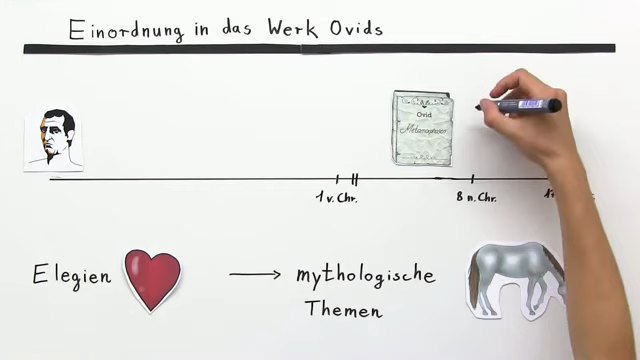 Einordnung in das Werk Ovids
Ovid
Metamorphosen
1 v. Chr.
8 n. Chr.
Elegien
mythologische
Themen